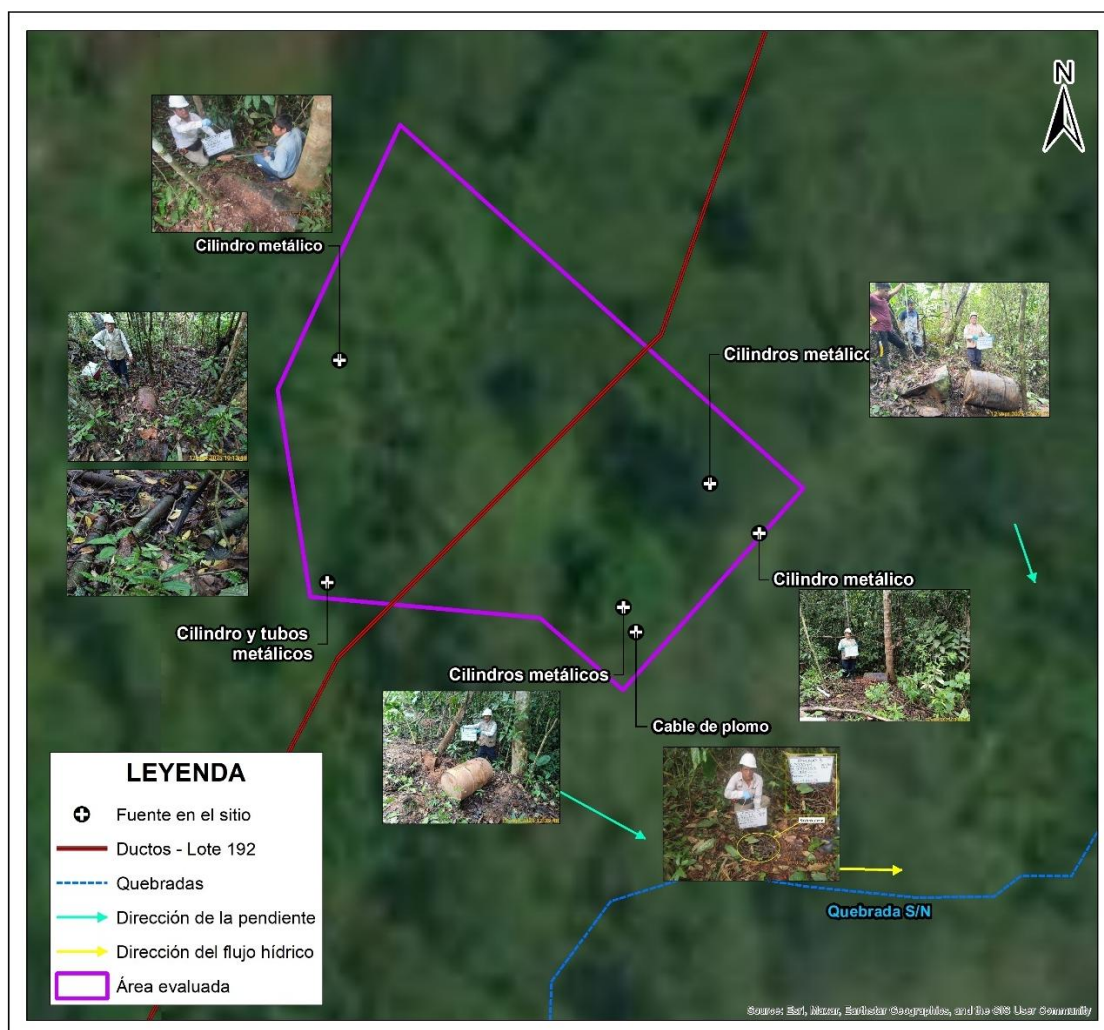 N
Cilindro metálico
Cilindros metálico
Cilindro metálico
Cilindro y tubos
metálicos
Cilindros metálicos
Cable de plomo
Quebrada S/N
LEYENDA
Fuente en el sitio
Ductos - Lote 192
Quebradas
Dirección de la pendiente
Dirección del flujo hídrico
Área evaluada
Source: Esri, Maxar, Earthstar Geographics, and the GIS User Community